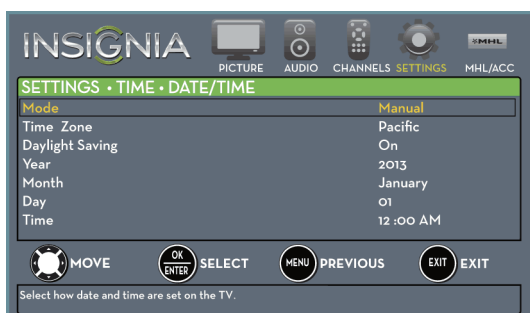 INSIGNIA
PICTURE AUDIO CHANNELS SETTINGS MHL MHL/ACC
SETTINGS • TIME • DATE/TIME
Mode Manual
Time Zone Pacific
Daylight Saving On
Year 2013
Month January
Day 01
Time 12 :00 AM
MOVE OK ENTER SELECT MENU PREVIOUS EXIT EXIT
Select how date and time are set on the TV.